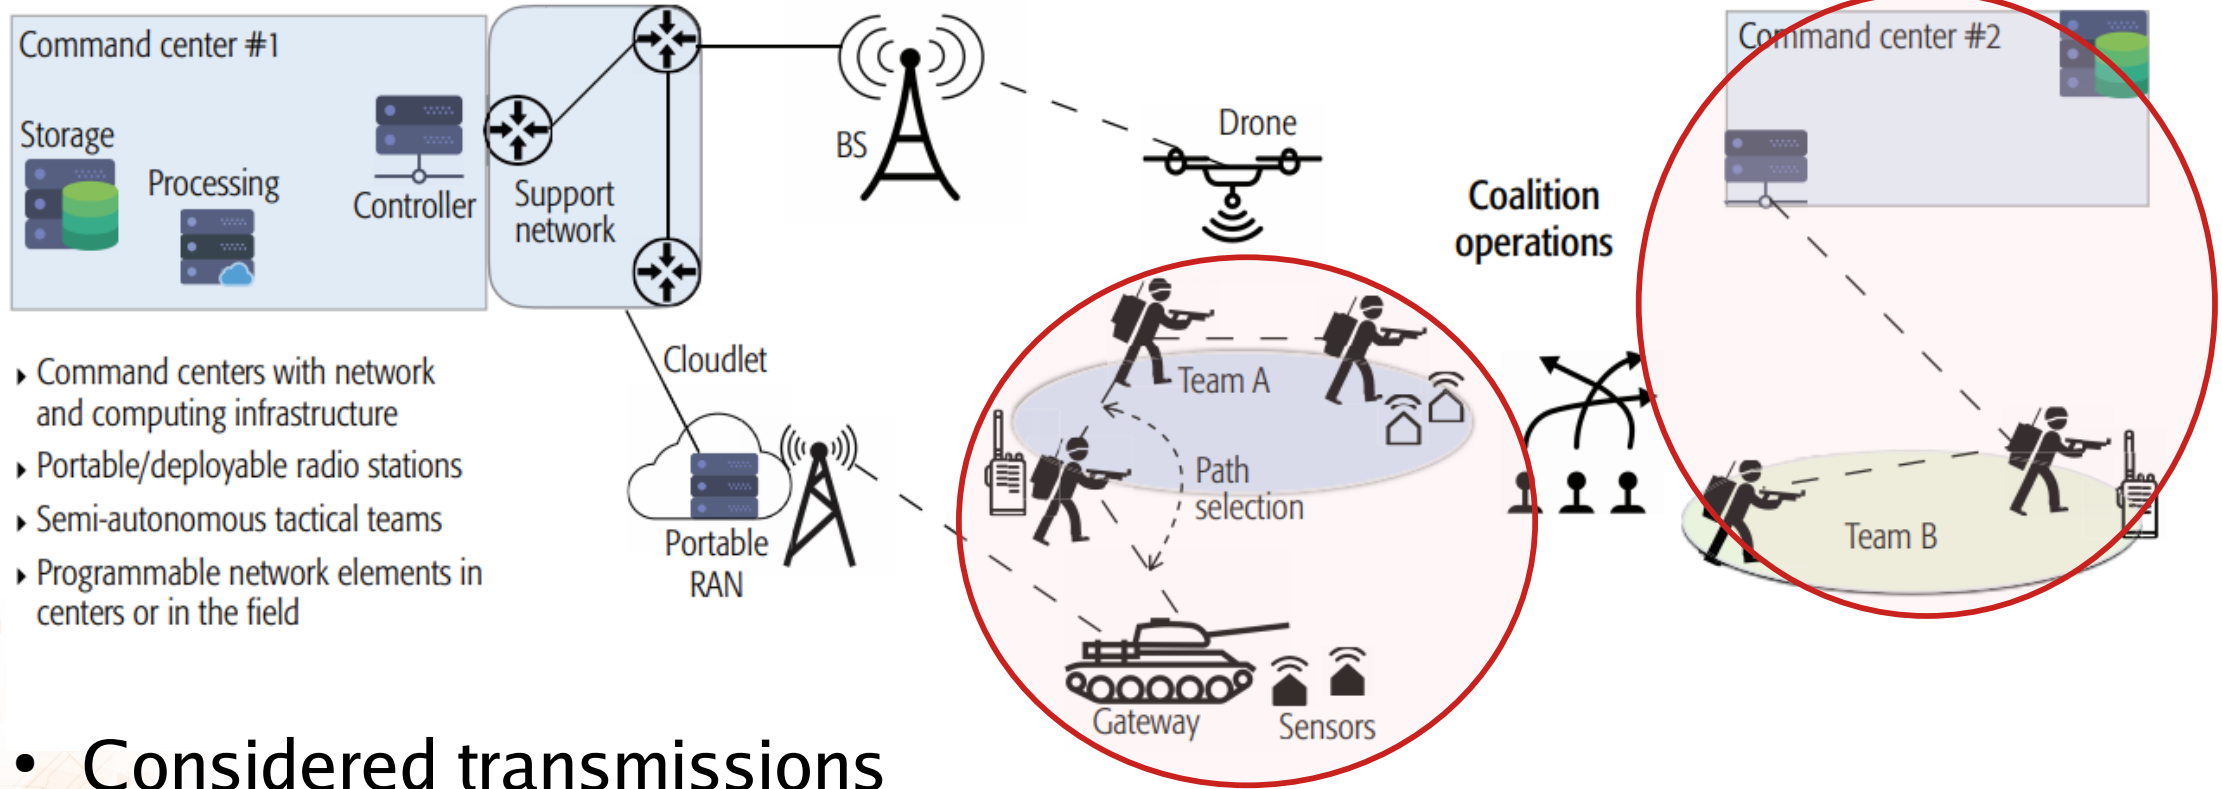 Command center #1
Storage
Processing
Controller
Support
network
BS
Drone
Coalition
operations
Command center #2
▸ Command centers with network
and computing infrastructure
▸ Portable/deployable radio stations
▸ Semi-autonomous tactical teams
▸ Programmable network elements in
centers or in the field
Cloudlet
Portable
RAN
Team A
Path
selection
Gateway
Sensors
Team B
• Considered transmissions